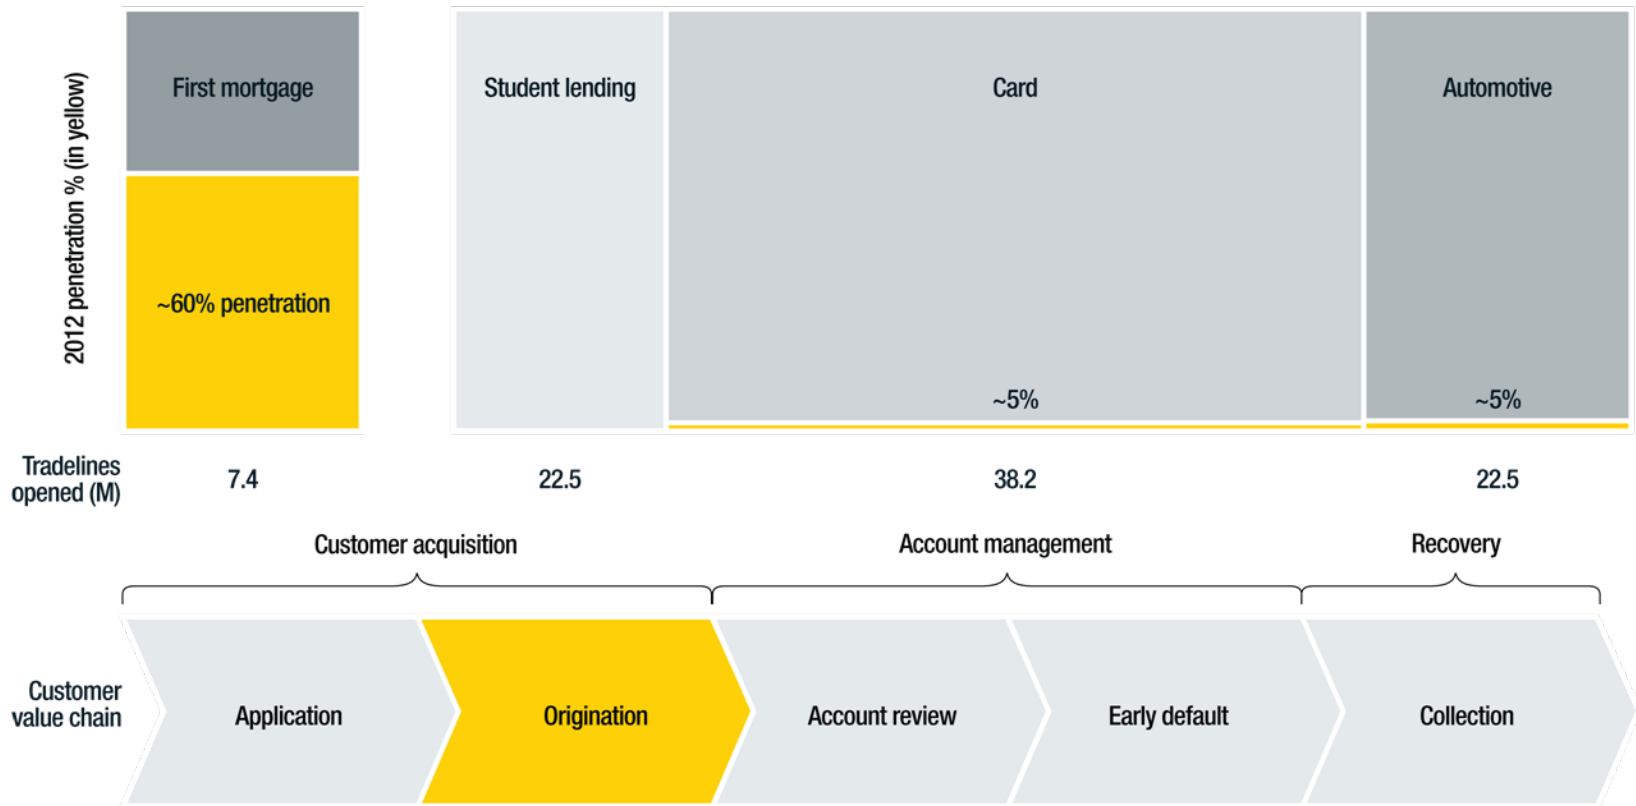 2012 penetration % (in yellow)
First mortgage
Student lending
Card
Automotive
~60% penetration
~5%
~5%
Tradelines
opened (M)
7.4
22.5
38.2
22.5
Customer acquisition
Account management
Recovery
Customer
value chain
Application
Origination
Account review
Early default
Collection